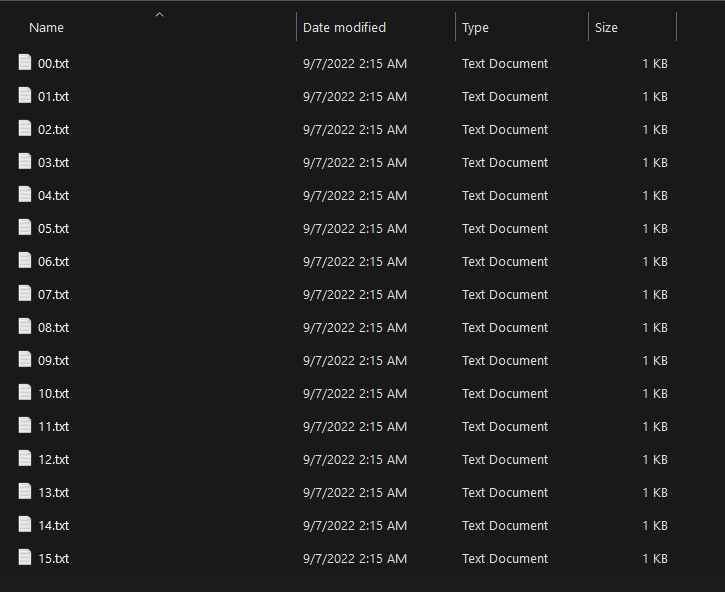 Name Date modified Type Size
00.txt 9/7/2022 2:15 AM Text Document 1 KB
01.txt 9/7/2022 2:15 AM Text Document 1 KB
02.txt 9/7/2022 2:15 AM Text Document 1 KB
03.txt 9/7/2022 2:15 AM Text Document 1 KB
04.txt 9/7/2022 2:15 AM Text Document 1 KB
05.txt 9/7/2022 2:15 AM Text Document 1 KB
06.txt 9/7/2022 2:15 AM Text Document 1 KB
07.txt 9/7/2022 2:15 AM Text Document 1 KB
08.txt 9/7/2022 2:15 AM Text Document 1 KB
09.txt 9/7/2022 2:15 AM Text Document 1 KB
10.txt 9/7/2022 2:15 AM Text Document 1 KB
11.txt 9/7/2022 2:15 AM Text Document 1 KB
12.txt 9/7/2022 2:15 AM Text Document 1 KB
13.txt 9/7/2022 2:15 AM Text Document 1 KB
14.txt 9/7/2022 2:15 AM Text Document 1 KB
15.txt 9/7/2022 2:15 AM Text Document 1 KB